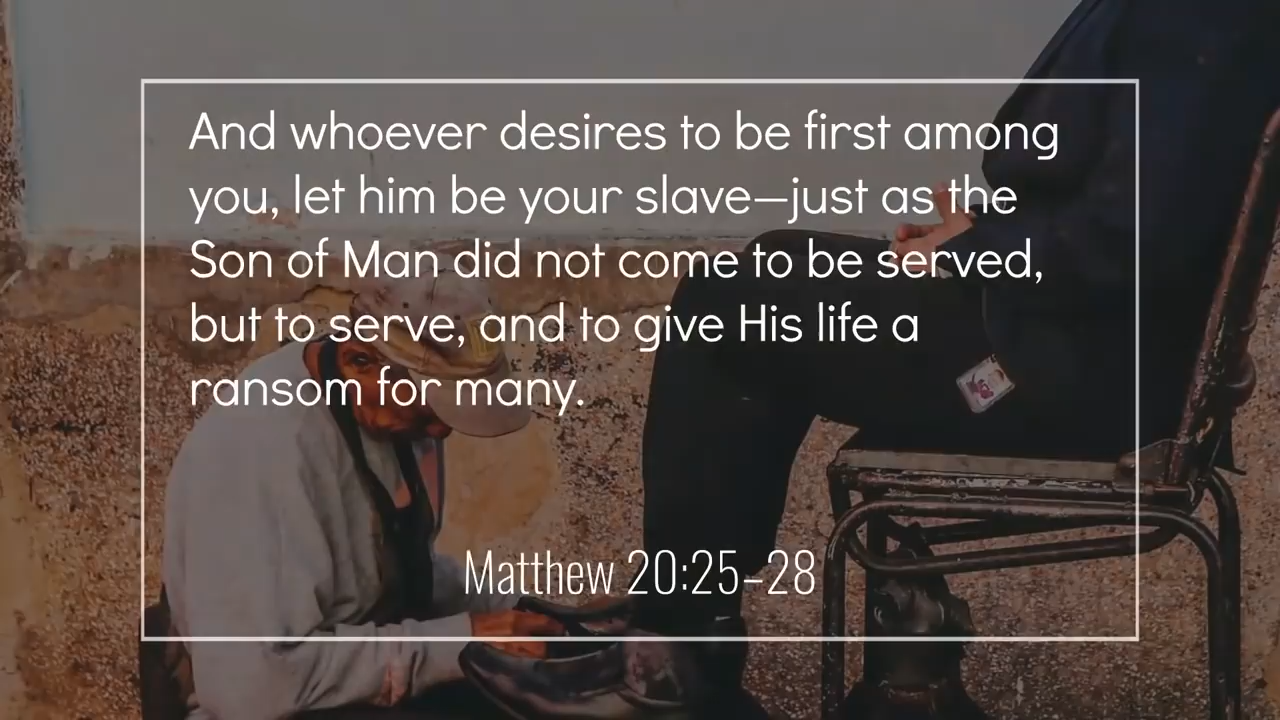 And whoever desires to be first among
you, let him be your slave—just as the
Son of Man did not come to be served,
but to serve, and to give His life a
ransom for many.
Matthew 20:25–28